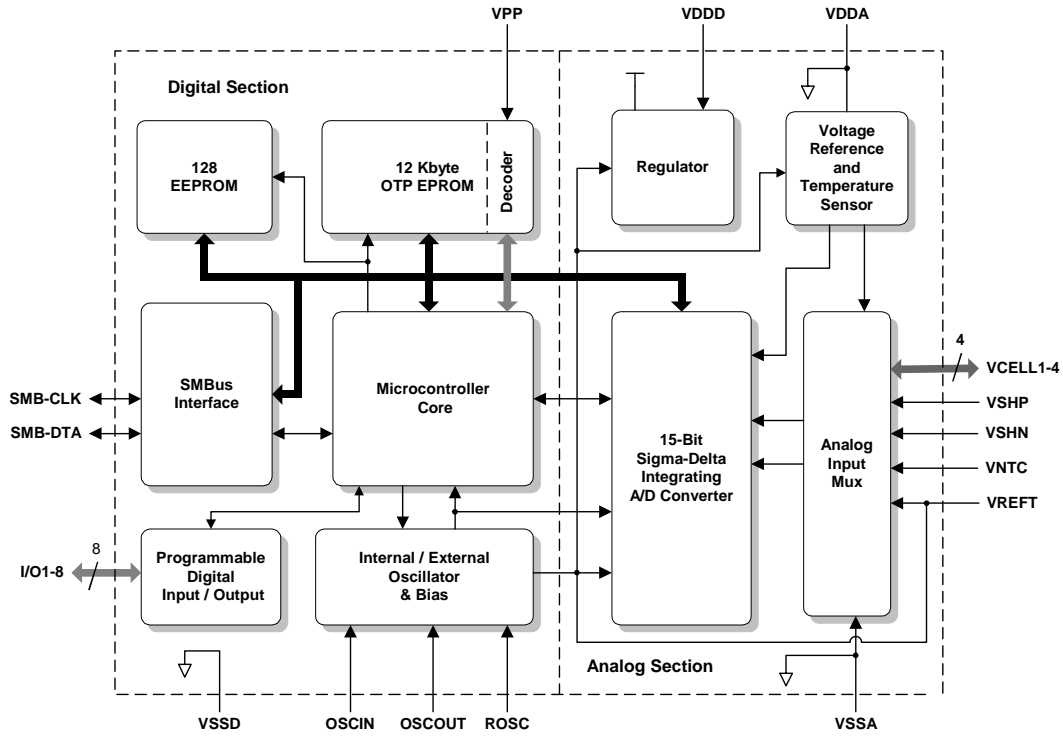 VPP
VDDD
VDDA
Digital Section
128
EEPROM
12 Kbyte
OTP EPROM
Decoder
Regulator
Voltage
Reference
and
Temperature
Sensor
SMBus
Interface
Microcontroller
Core
15-Bit
Sigma-Delta
Integrating
A/D Converter
Analog
Input
Mux
4
VCELL1-4
VSHP
VSHN
VNTC
VREFT
SMB-CLK
SMB-DTA
8
I/O1-8
Programmable
Digital
Input / Output
Internal / External
Oscillator
& Bias
Analog Section
VSSD
OSCIN
OSCOUT
ROSC
VSSA